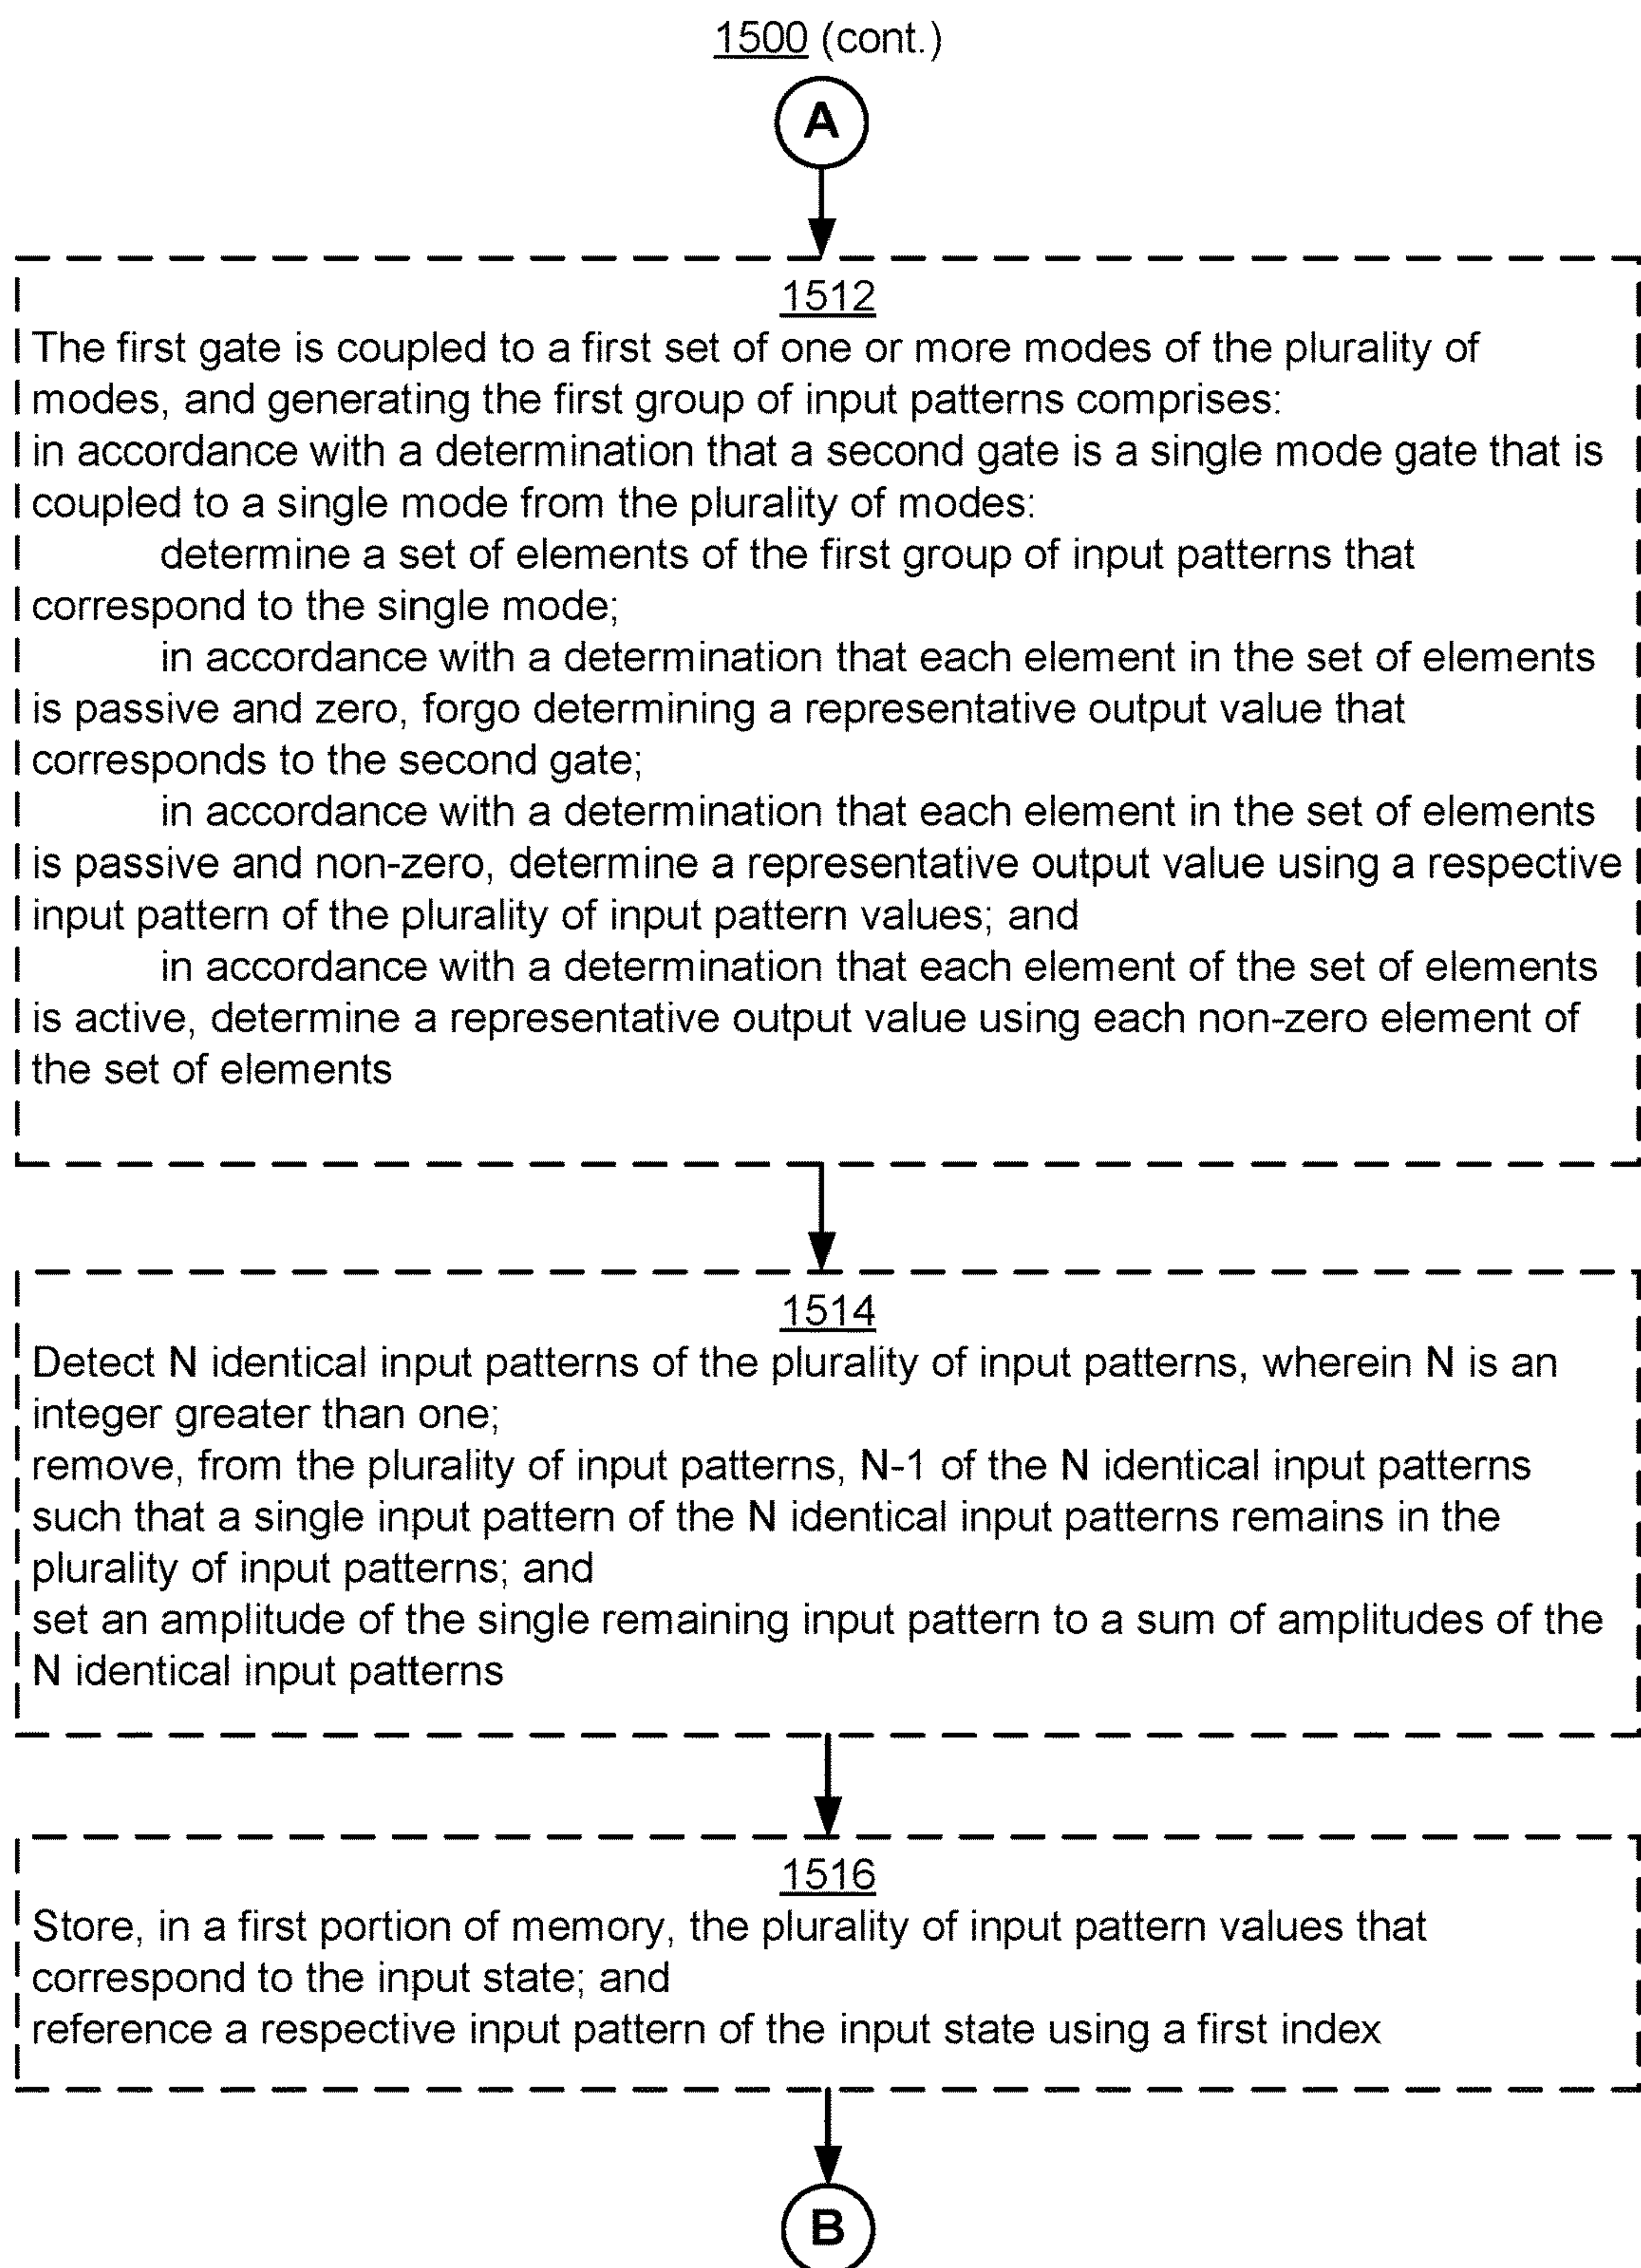 1500 (cont.)
A
1512
The first gate is coupled to a first set of one or more modes of the plurality of
modes, and generating the first group of input patterns comprises:
in accordance with a determination that a second gate is a single mode gate that is
coupled to a single mode from the plurality of modes:
determine a set of elements of the first group of input patterns that
correspond to the single mode;
in accordance with a determination that each element in the set of elements
is passive and zero, forgo determining a representative output value that
corresponds to the second gate;
in accordance with a determination that each element in the set of elements
is passive and non-zero, determine a representative output value using a respective
input pattern of the plurality of input pattern values; and
in accordance with a determination that each element of the set of elements
is active, determine a representative output value using each non-zero element of
the set of elements
1514
Detect N identical input patterns of the plurality of input patterns, wherein N is an
integer greater than one;
remove, from the plurality of input patterns, N-1 of the N identical input patterns
such that a single input pattern of the N identical input patterns remains in the
plurality of input patterns; and
set an amplitude of the single remaining input pattern to a sum of amplitudes of the
N identical input patterns
1516
Store, in a first portion of memory, the plurality of input pattern values that
correspond to the input state; and
reference a respective input pattern of the input state using a first index
B